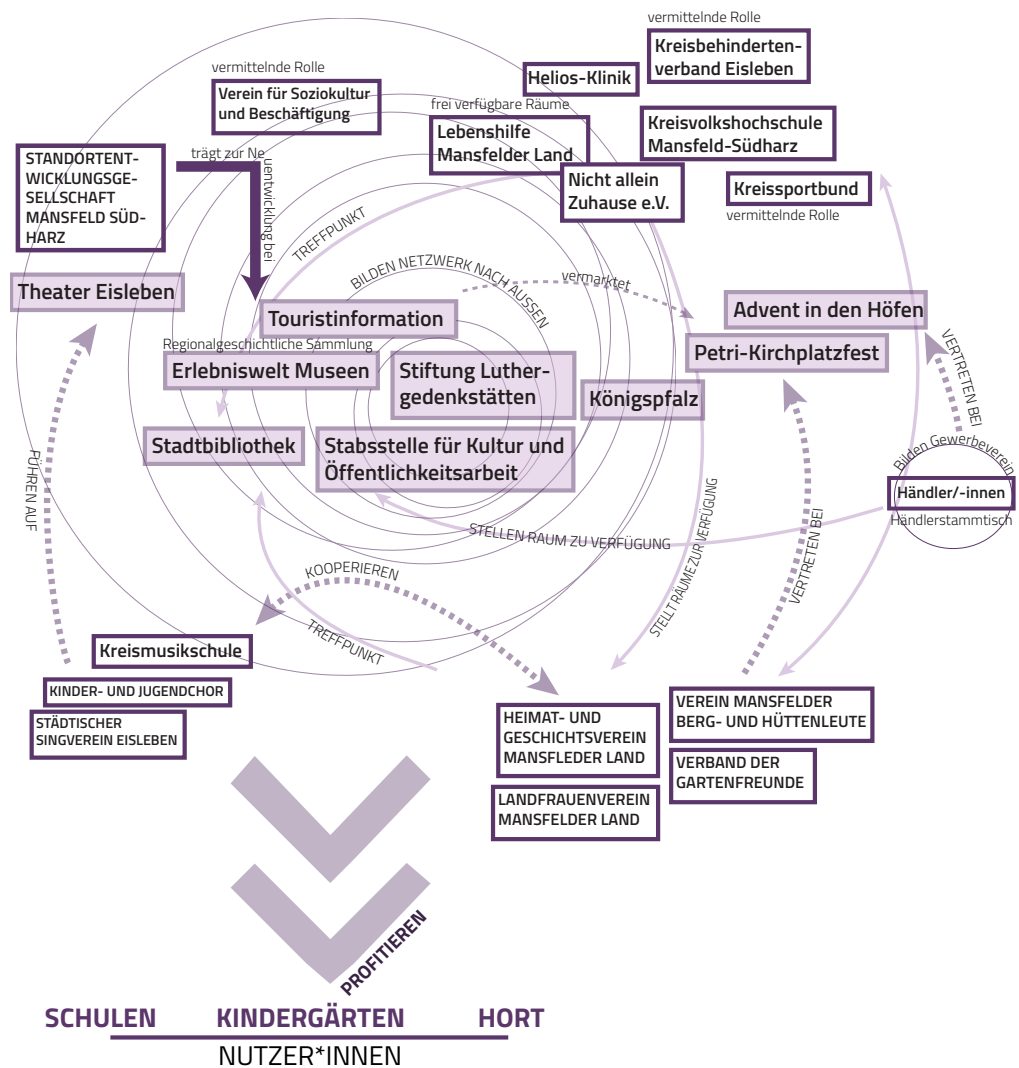 vermittelnde Rolle
Kreisbehinderten-
verband Eisleben
vermittelnde Rolle
Helios-Klinik
Verein für Soziokultur
und Beschäftigung
frei verfügbare Räume
Lebenshilfe
Mansfelder Land
Kreisvolkshochschule
Mansfeld-Südharz
STANDORTENT-
WICKLUNGSGE-
SELLSCHAFT
MANSFELD SÜD-
HARZ
trägt zur Ne
uentwicklung bei
Nicht allein
Zuhause e.V.
Kreissportbund
vermittelnde Rolle
TREFFPUNKT
BILDEN NETZWERK NACH AUSSEN
vermarktet
Theater Eisleben
Touristinformation
Advent in den Höfen
Regionalgeschichtliche Sammlung
Erlebniswelt Museen
Stiftung Luther-
gedenkstätten
Petri-Kirchplatzfest
Königspfalz
VERTRETEN BEI
Stadtbibliothek
Stabsstelle für Kultur und
Öffentlichkeitsarbeit
FÜHREN AUF
Bilden Gewerbeverein
Händler/-innen
Händlerstammtisch
STELLEN RAUM ZU VERFÜGUNG
STELLT RÄUME ZUR VERFÜGUNG
VERTRETEN BEI
KOOPERIEREN
TREFFPUNKT
Kreismusikschule
KINDER- UND JUGENDCHOR
STÄDTISCHER
SINGVEREIN EISLEBEN
HEIMAT- UND
GESCHICHTSVEREIN
MANSFLEDER LAND
VEREIN MANSFELDER
BERG- UND HÜTTENLEUTE
VERBAND DER
GARTENFREUNDE
LANDFRAUENVEREIN
MANSFELDER LAND
PROFITIEREN
SCHULEN KINDERGÄRTEN HORT
NUTZER*INNEN